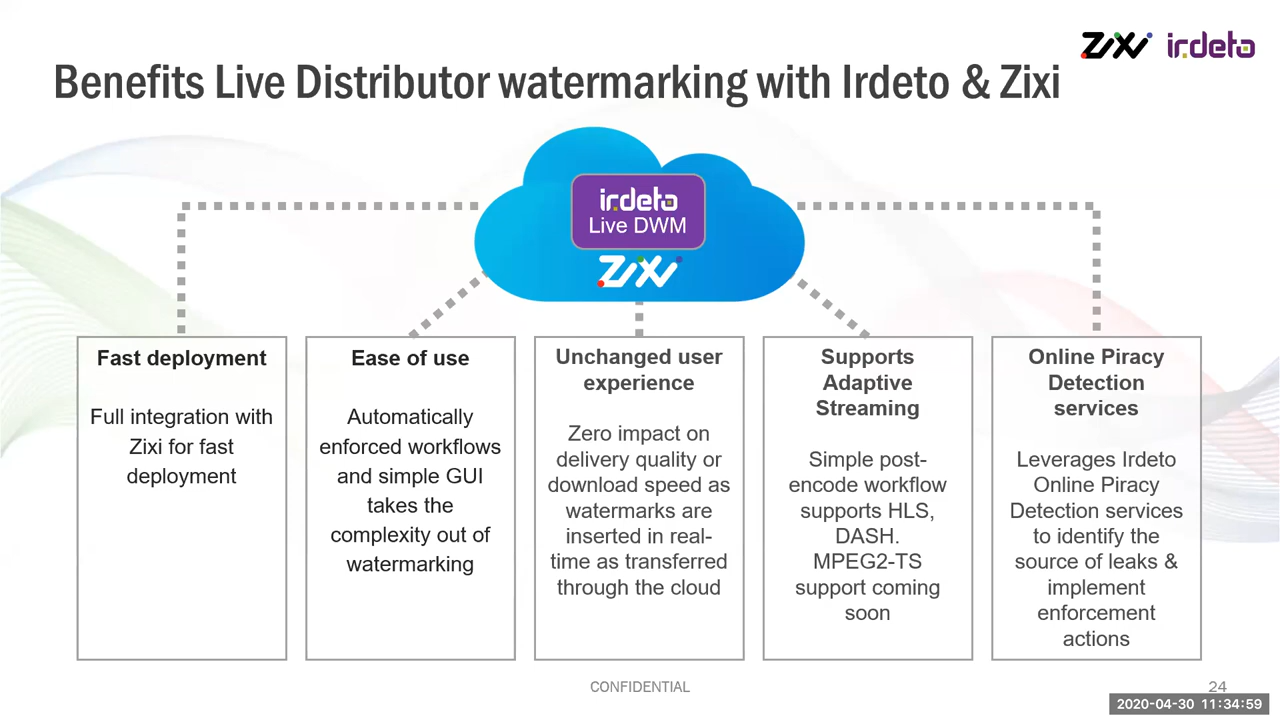 Zixi irdeto
Benefits Live Distributor watermarking with Irdeto & Zixi
irdeto
Live DWM
Zixi
Fast deployment
Full integration with
Zixi for fast
deployment
Ease of use
Automatically
enforced workflows
and simple GUI
takes the
complexity out of
watermarking
Unchanged user
experience
Zero impact on
delivery quality or
download speed as
watermarks are
inserted in real-
time as transferred
through the cloud
Supports
Adaptive
Streaming
Simple post-
encode workflow
supports HLS,
DASH.
MPEG2-TS
support coming
soon
Online Piracy
Detection
services
Leverages Irdeto
Online Piracy
Detection services
to identify the
source of leaks &
implement
enforcement
actions
CONFIDENTIAL
24
2020-04-30 11:34:59